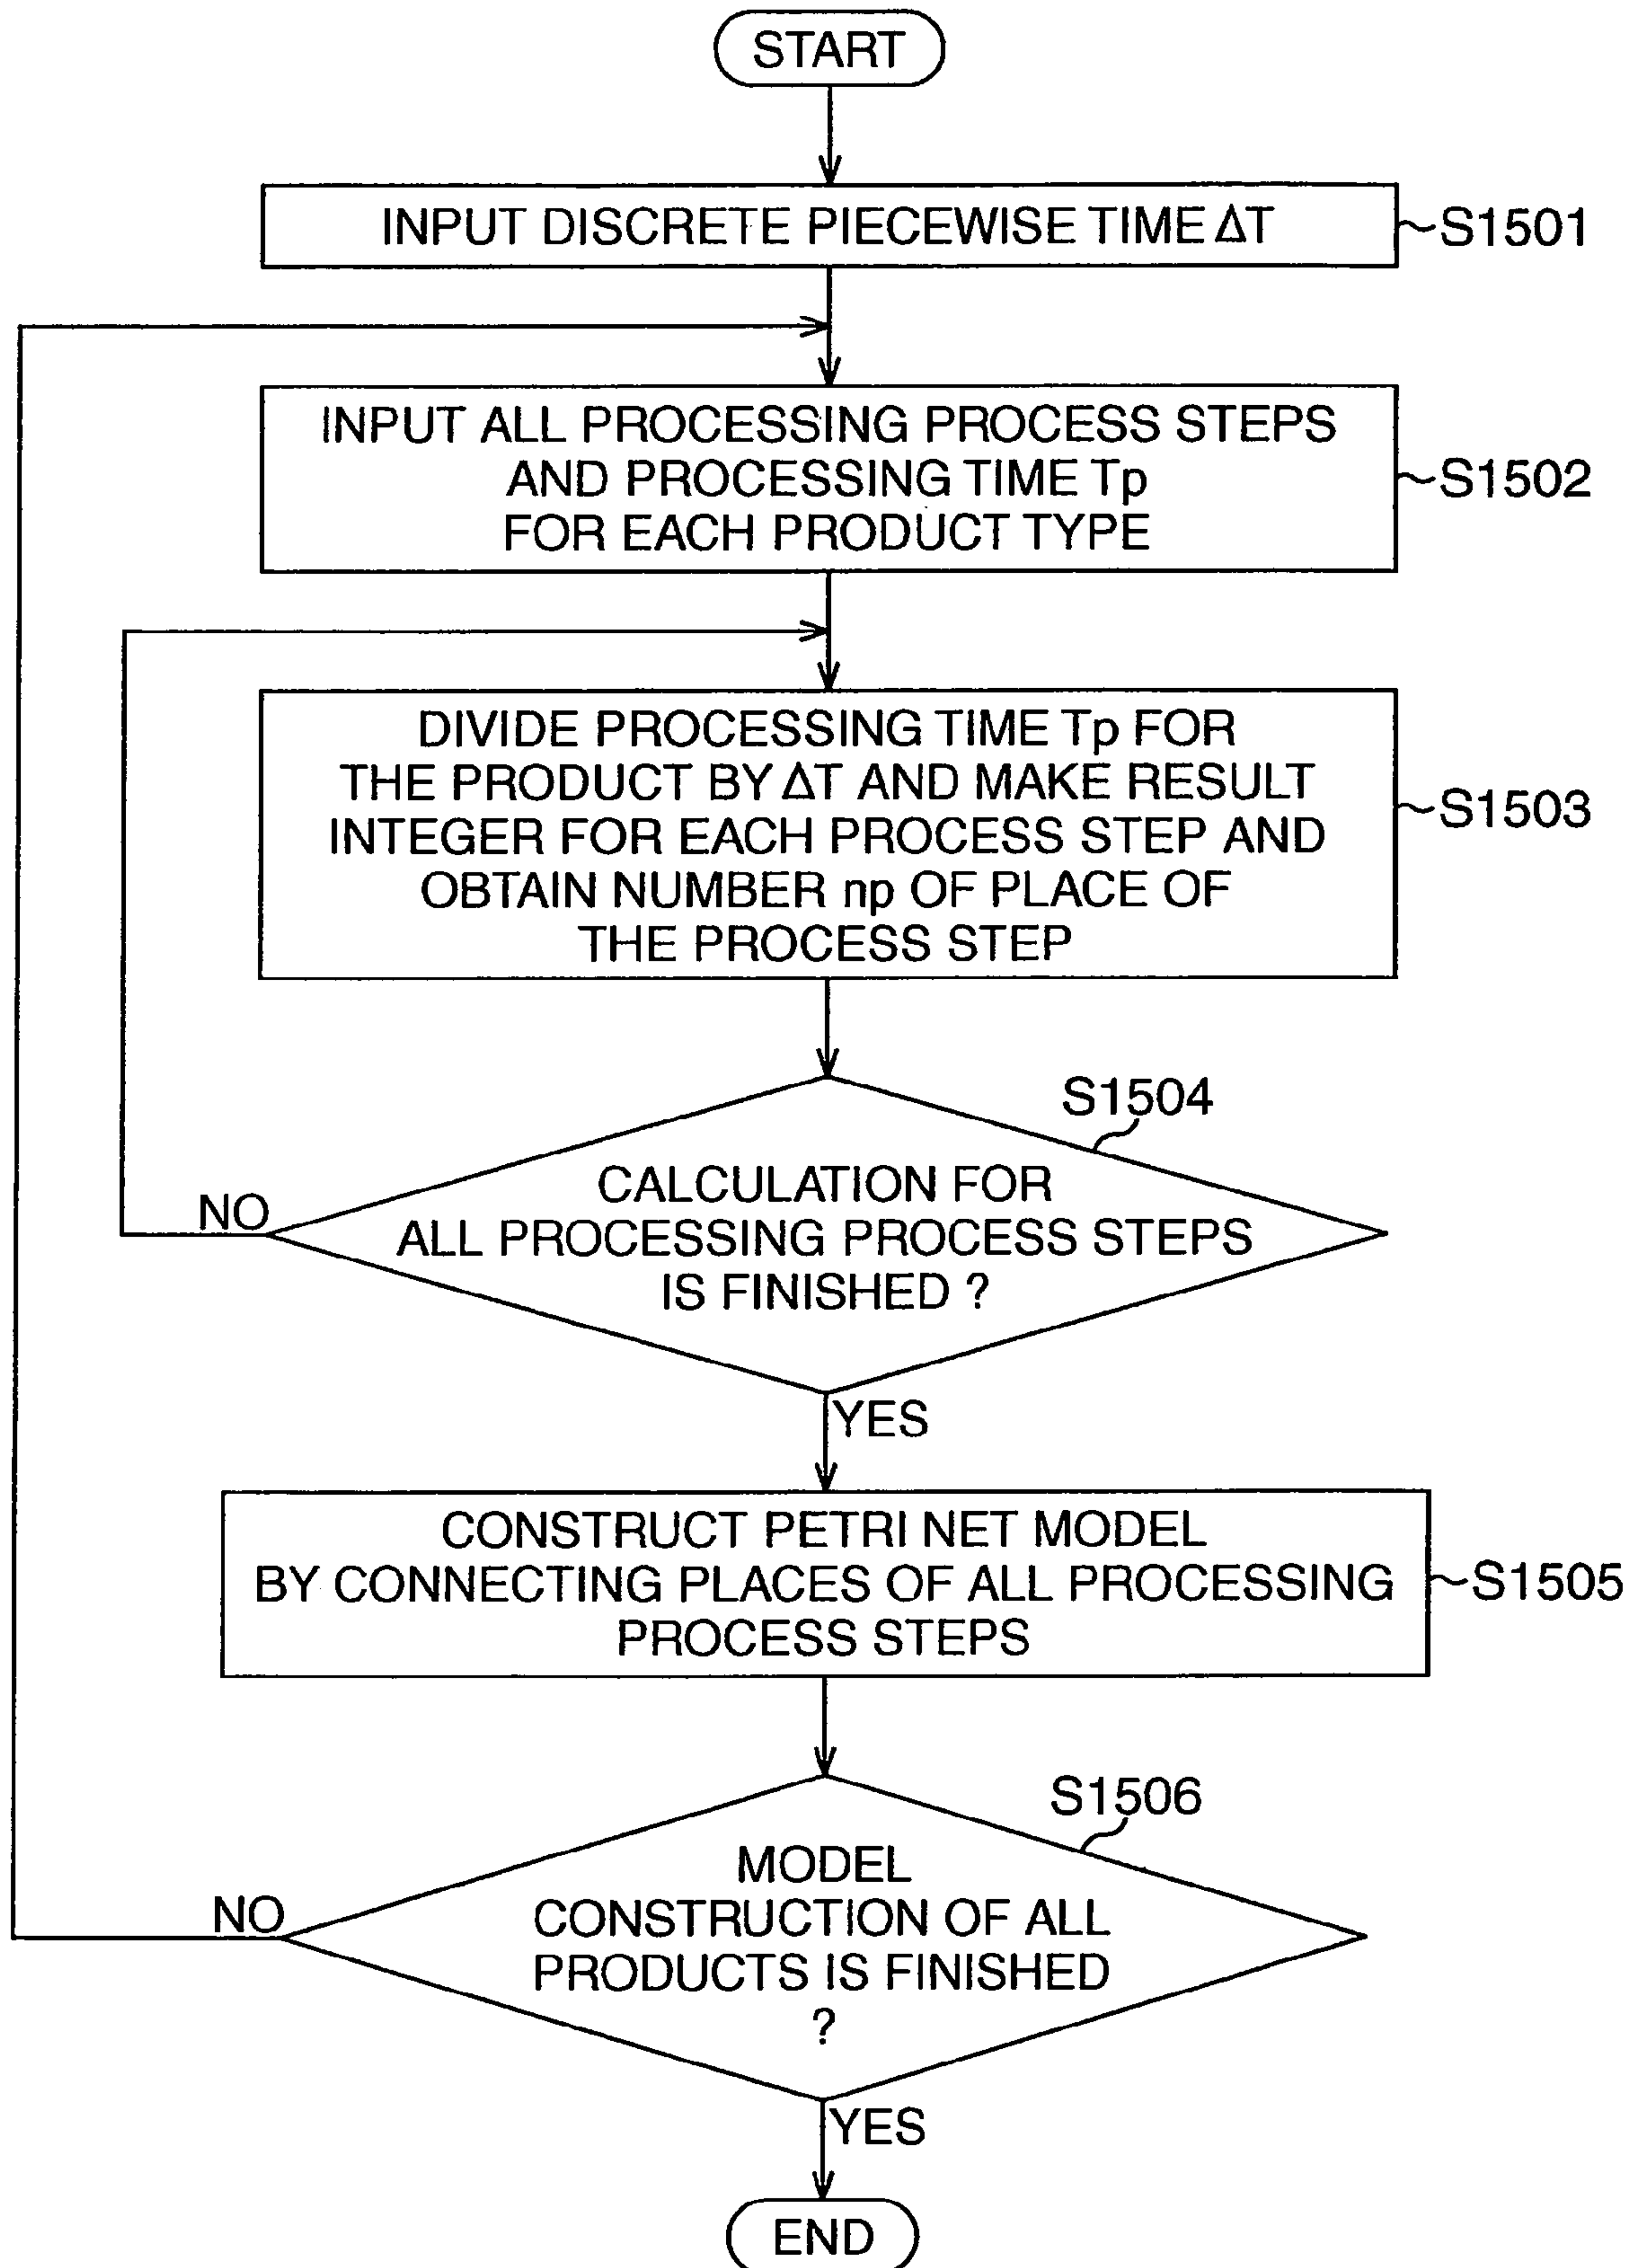 START
INPUT DISCRETE PIECEWISE TIME ΔT
S1501
INPUT ALL PROCESSING PROCESS STEPS
AND PROCESSING TIME Tp
FOR EACH PRODUCT TYPE
S1502
DIVIDE PROCESSING TIME Tp FOR
THE PRODUCT BY ΔT AND MAKE RESULT
INTEGER FOR EACH PROCESS STEP AND
OBTAIN NUMBER np OF PLACE OF
THE PROCESS STEP
S1503
S1504
CALCULATION FOR
ALL PROCESSING PROCESS STEPS
IS FINISHED ?
NO
YES
CONSTRUCT PETRI NET MODEL
BY CONNECTING PLACES OF ALL PROCESSING
PROCESS STEPS
S1505
S1506
MODEL
CONSTRUCTION OF ALL
PRODUCTS IS FINISHED
?
NO
YES
END